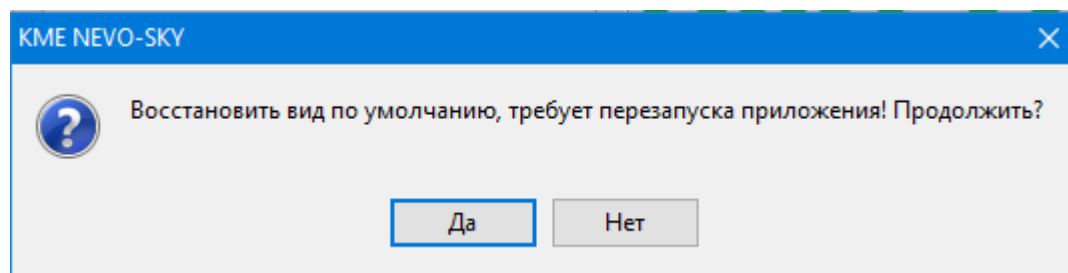 KME NEVO-SKY
Восстановить вид по умолчанию, требует перезапуска приложения! Продолжить?
Да
Нет